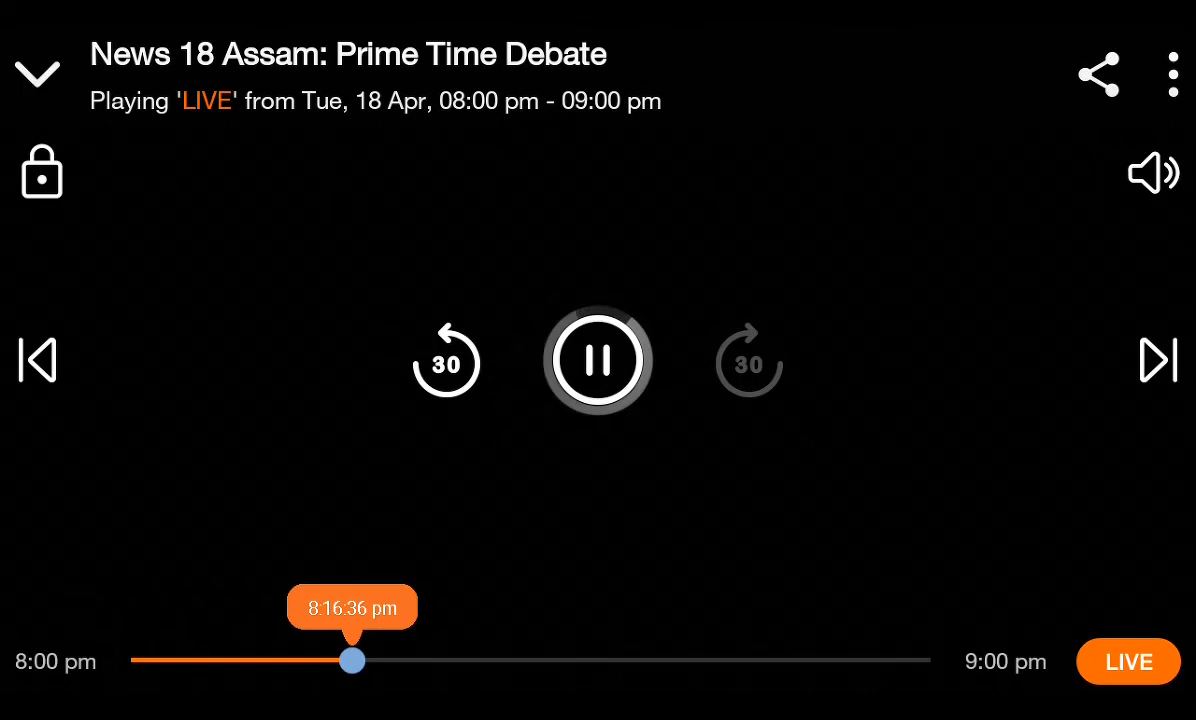 News 18 Assam: Prime Time Debate
Playing 'LIVE' from Tue, 18 Apr, 08:00 pm - 09:00 pm
30
30
8:16:36 pm
8:00 pm
9:00 pm
LIVE